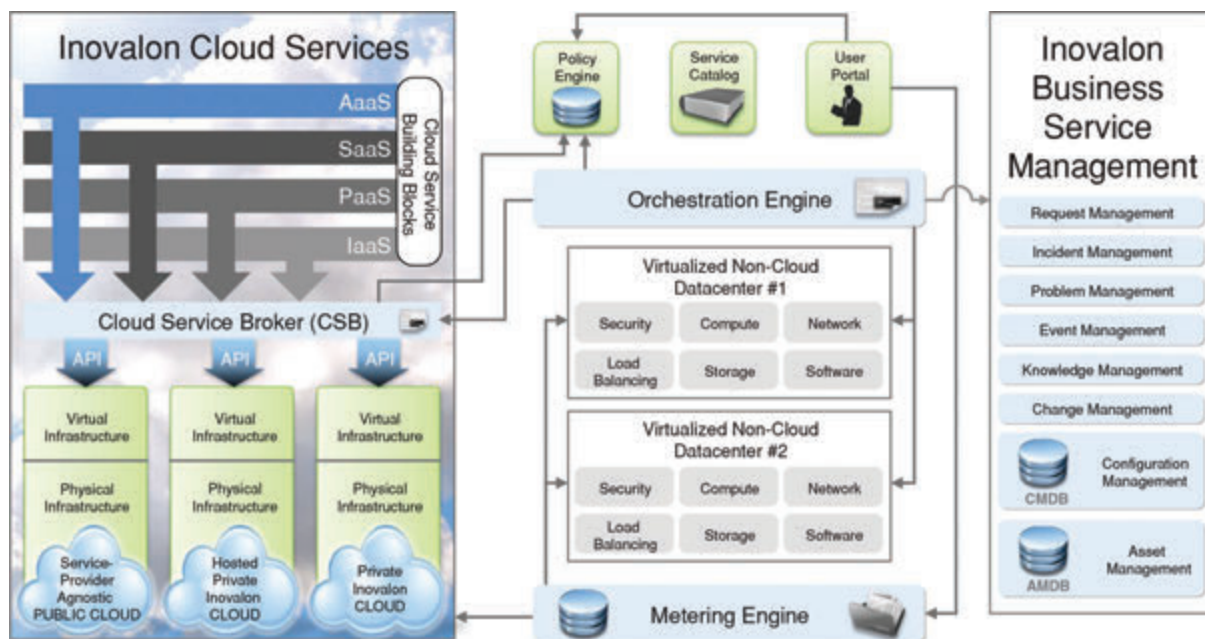 Inovalon Cloud Services
AaaS
SaaS
PaaS
IaaS
Cloud Service
Building Blocks
Cloud Service Broker (CSB)
API
API
API
Virtual
Infrastructure
Physical
Infrastructure
Service-
Provider
Agnostic
PUBLIC CLOUD
Virtual
Infrastructure
Physical
Infrastructure
Hosted
Private
Inovalon
CLOUD
Virtual
Infrastructure
Physical
Infrastructure
Private
Inovalon
CLOUD
Policy
Engine
Service
Catalog
User
Portal
Orchestration Engine
Virtualized Non-Cloud
Datacenter #1
Security
Compute
Network
Load
Balancing
Storage
Software
Virtualized Non-Cloud
Datacenter #2
Security
Compute
Network
Load
Balancing
Storage
Software
Metering Engine
Inovalon
Business
Service
Management
Request Management
Incident Management
Problem Management
Event Management
Knowledge Management
Change Management
CMDB
Configuration
Management
AMDB
Asset
Management